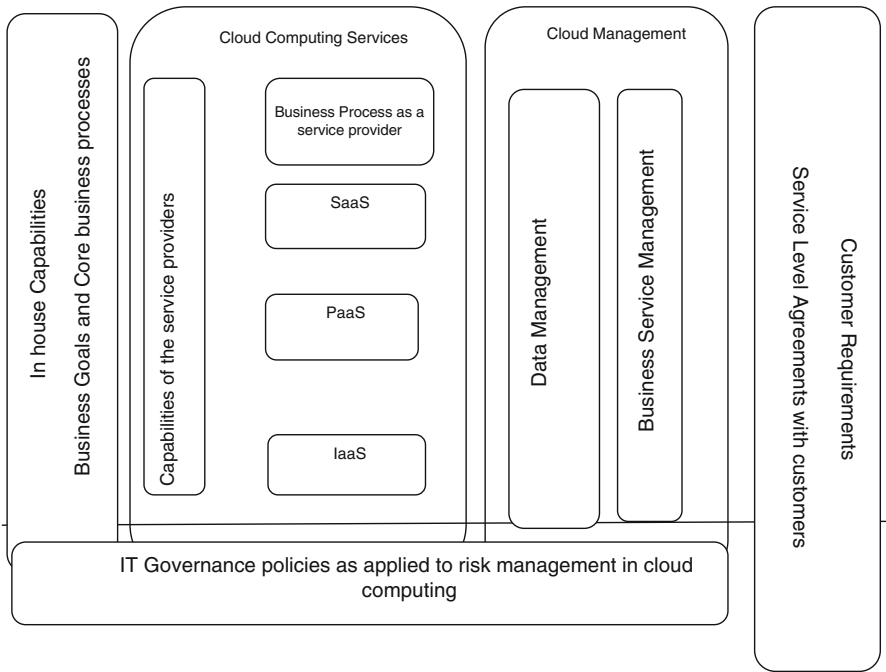 In house Capabilities
Business Goals and Core business processes
Cloud Computing Services
Capabilities of the service providers
Business Process as a
service provider
SaaS
PaaS
IaaS
Cloud Management
Data Management
Business Service Management
Customer Requirements
Service Level Agreements with customers
IT Governance policies as applied to risk management in cloud
computing